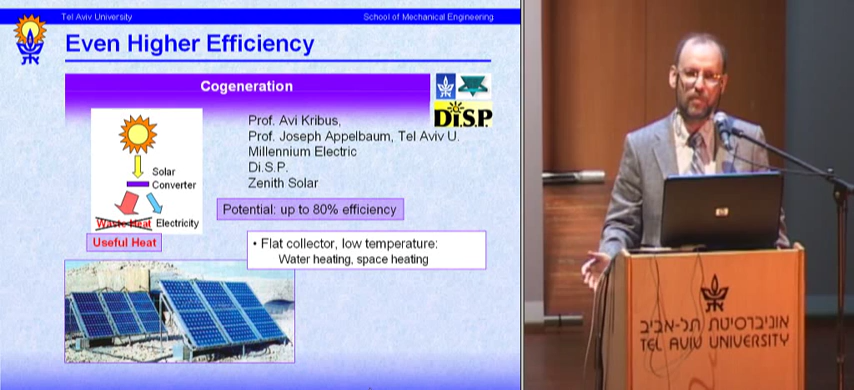 Tel Aviv University
School of Mechanical Engineering
Even Higher Efficiency
Cogeneration
Di.S.P.
Prof. Avi Kribus,
Prof. Joseph Appelbaum, Tel Aviv U.
Millennium Electric
Di.S.P.
Zenith Solar
Solar
Converter
Waste Heat Electricity
Useful Heat
Potential: up to 80% efficiency
• Flat collector, low temperature:
Water heating, space heating
hp
אוניברסיטת תל-אביב
TEL AVIV UNIVERSITY